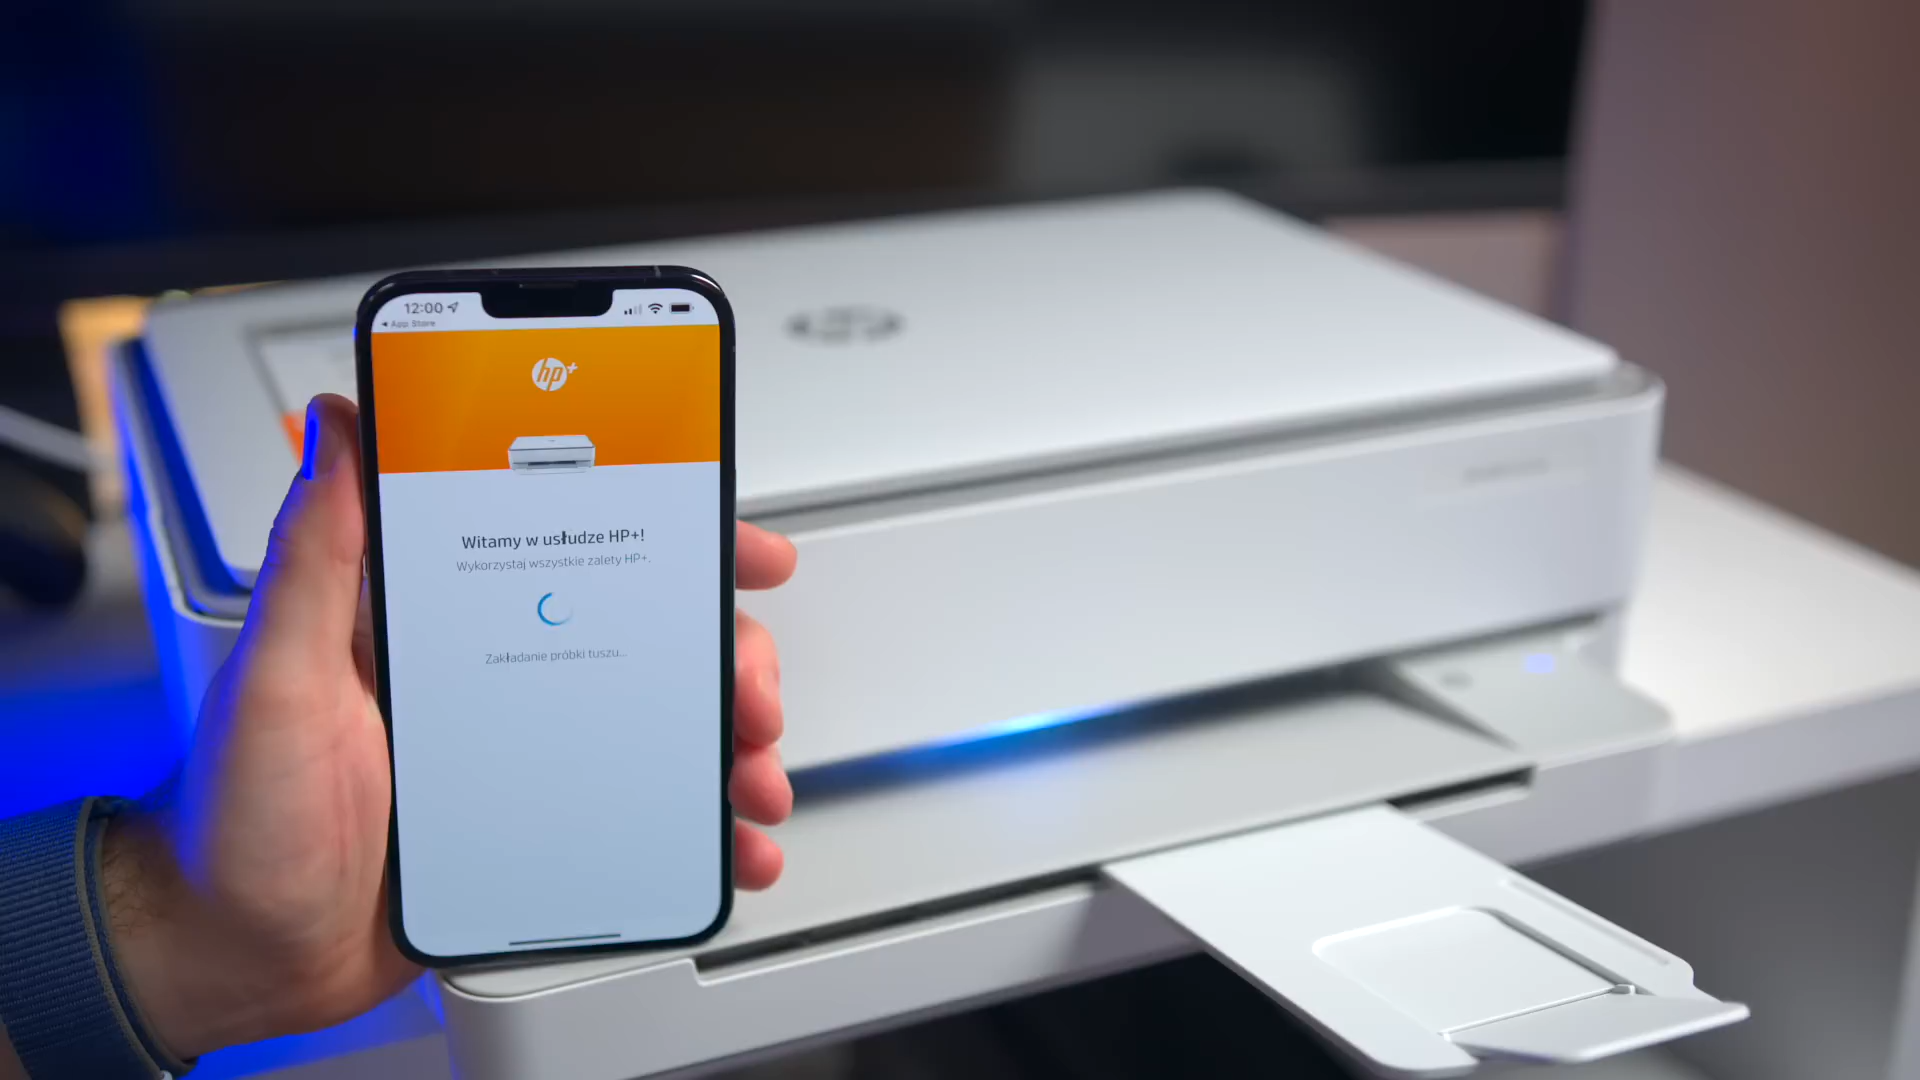 12:00
App Store
hp+
Witamy w usłudze HP+!
Wykorzystaj wszystkie zalety HP+.
Zakładanie próbki tuszu...